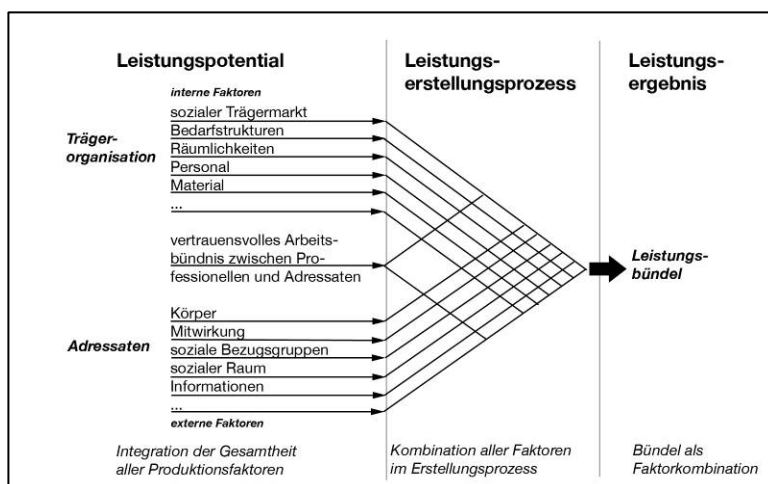 Leistungspotential
Leistungs-
erstellungsprozess
Leistungs-
ergebnis
interne Faktoren
Träger-
organisation
sozialer Trägermarkt
Bedarfstrukturen
Räumlichkeiten
Personal
Material
...
vertrauensvolles Arbeits-
bündnis zwischen Pro-
fessionellen und Adressaten
Leistungs-
bündel
Adressaten
Körper
Mitwirkung
soziale Bezugsgruppen
sozialer Raum
Informationen
...
externe Faktoren
Integration der Gesamtheit
aller Produktionsfaktoren
Kombination aller Faktoren
im Erstellungsprozess
Bündel als
Faktorkombination